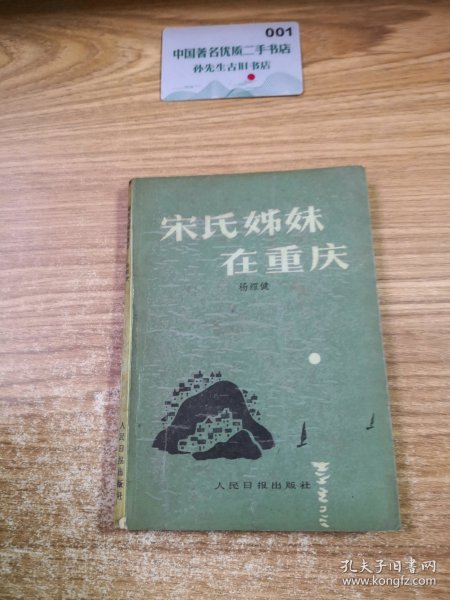 001
中国著名优质二手书店
孙先生古旧书店
宋氏姊妹
在重庆
杨耀健
人民日报出版社
人民日报出版社
孔夫子旧书网
www.kongfz.com